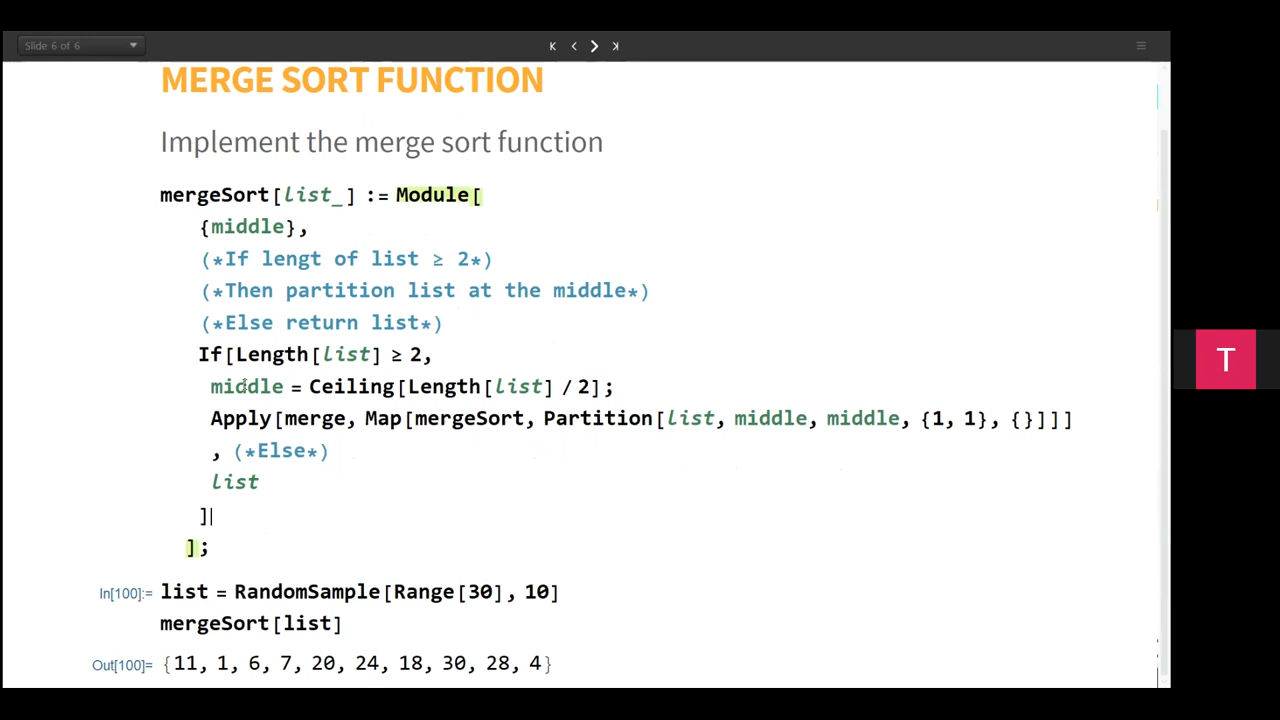 Slide 6 of 6
MERGE SORT FUNCTION
Implement the merge sort function
mergeSort[list_] := Module[
{middle},
(*If lengt of list ≥ 2*)
(*Then partition list at the middle*)
(*Else return list*)
If[Length[list] ≥ 2,
middle = Ceiling[Length[list] / 2];
Apply[merge, Map[mergeSort, Partition[list, middle, middle, {1, 1}, {}]]]
, (*Else*)
list
]
];
In[100]:= list = RandomSample[Range[30], 10]
mergeSort[list]
Out[100]= {11, 1, 6, 7, 20, 24, 18, 30, 28, 4}
T